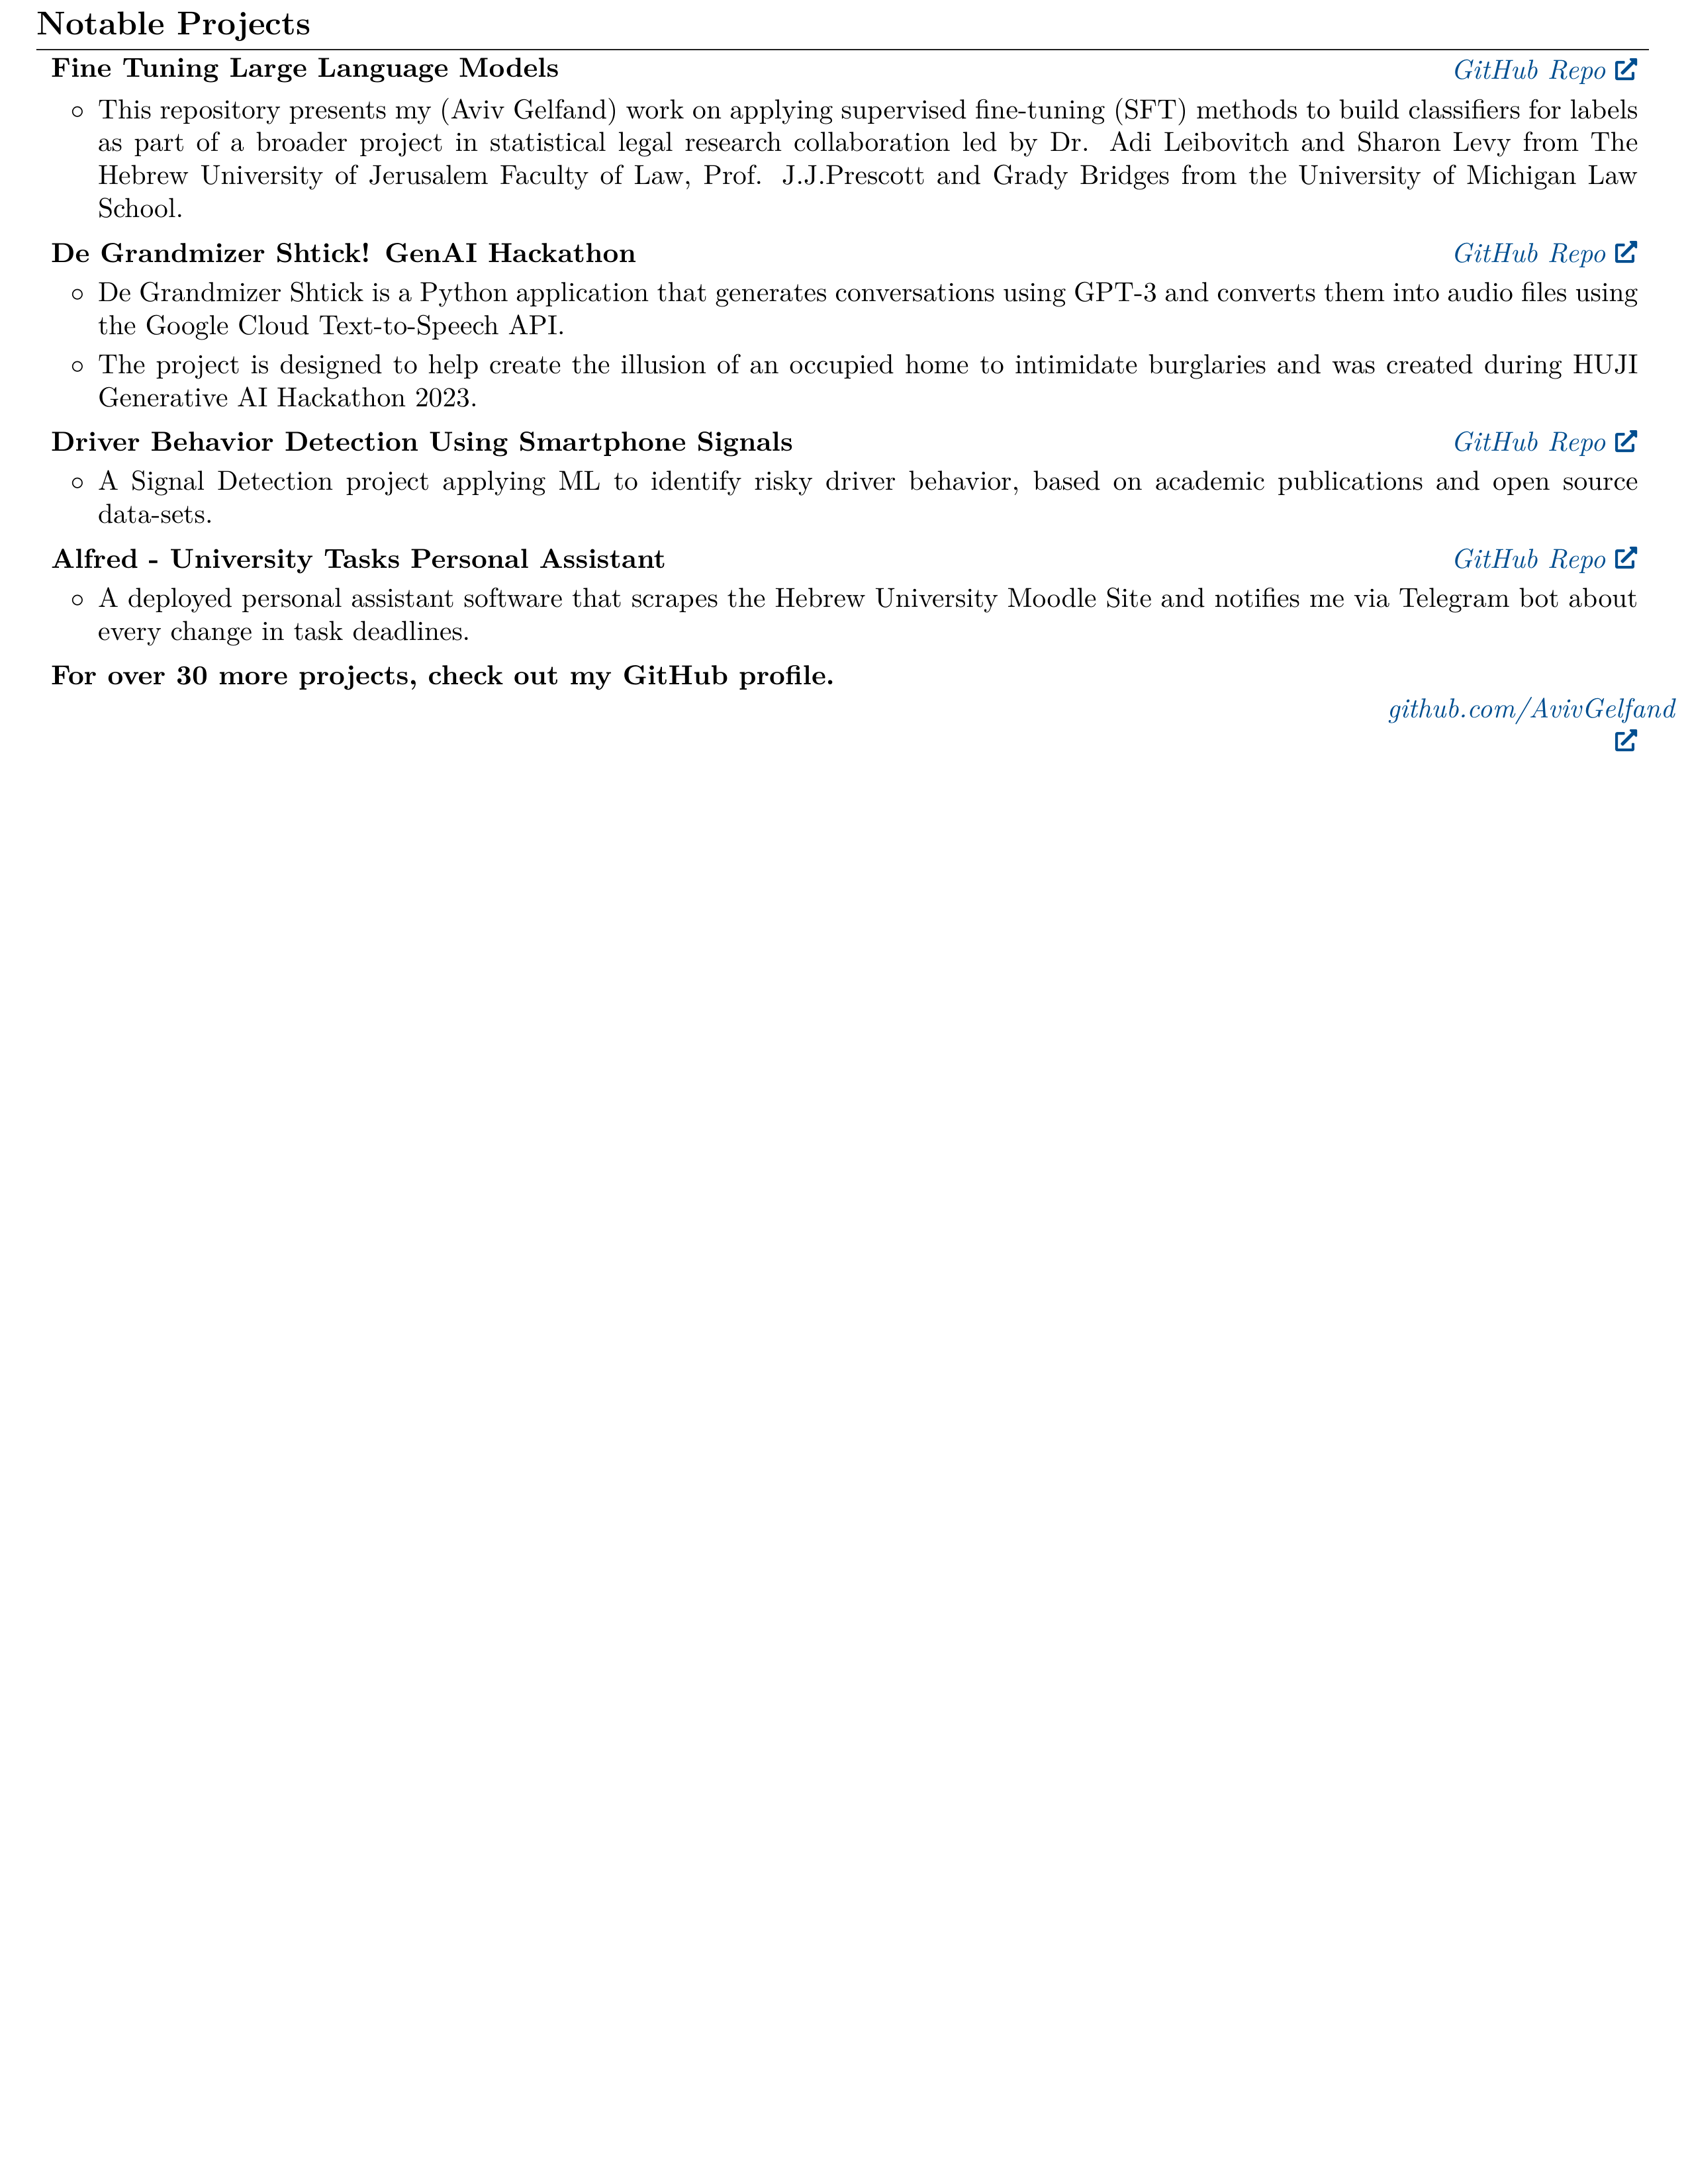 Notable Projects
Fine Tuning Large Language Models GitHub Repo
○ This repository presents my (Aviv Gelfand) work on applying supervised fine-tuning (SFT) methods to build classifiers for labels
as part of a broader project in statistical legal research collaboration led by Dr. Adi Leibovitch and Sharon Levy from The
Hebrew University of Jerusalem Faculty of Law, Prof. J.J.Prescott and Grady Bridges from the University of Michigan Law
School.
De Grandmizer Shtick! GenAI Hackathon GitHub Repo
○ De Grandmizer Shtick is a Python application that generates conversations using GPT-3 and converts them into audio files using
the Google Cloud Text-to-Speech API.
○ The project is designed to help create the illusion of an occupied home to intimidate burglaries and was created during HUJI
Generative AI Hackathon 2023.
Driver Behavior Detection Using Smartphone Signals GitHub Repo
○ A Signal Detection project applying ML to identify risky driver behavior, based on academic publications and open source
data-sets.
Alfred - University Tasks Personal Assistant GitHub Repo
○ A deployed personal assistant software that scrapes the Hebrew University Moodle Site and notifies me via Telegram bot about
every change in task deadlines.
For over 30 more projects, check out my GitHub profile.
github.com/AvivGelfand